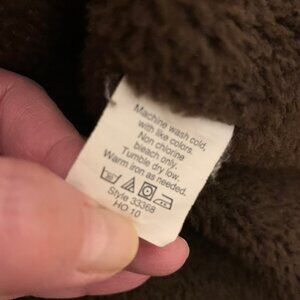 Machine wash cold,
with like colors.
Non chlorine
bleach only.
Tumble dry low.
Warm iron as needed.
Style 33368
HO 10